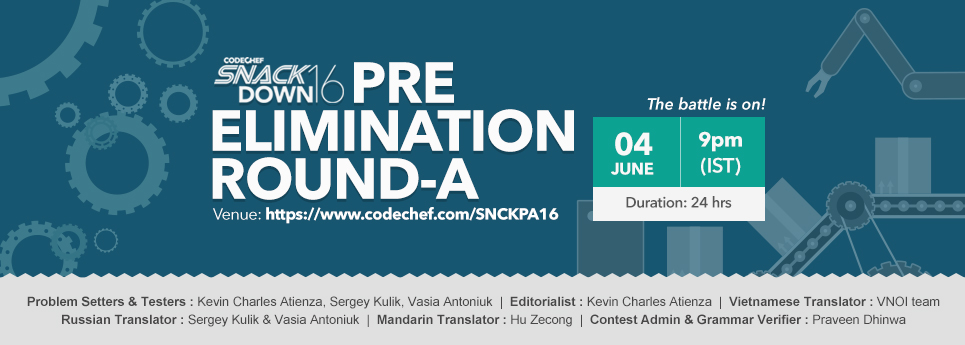 CODECHEF
SNACK
DOWN16
PRE
ELIMINATION
ROUND-A
Venue: https://www.codechef.com/SNCKPA16
The battle is on!
04
JUNE
9pm
(IST)
Duration: 24 hrs
Problem Setters & Testers : Kevin Charles Atienza, Sergey Kulik, Vasia Antoniuk | Editorialist : Kevin Charles Atienza | Vietnamese Translator : VNOI team
Russian Translator : Sergey Kulik & Vasia Antoniuk | Mandarin Translator : Hu Zecong | Contest Admin & Grammar Verifier : Praveen Dhinwa